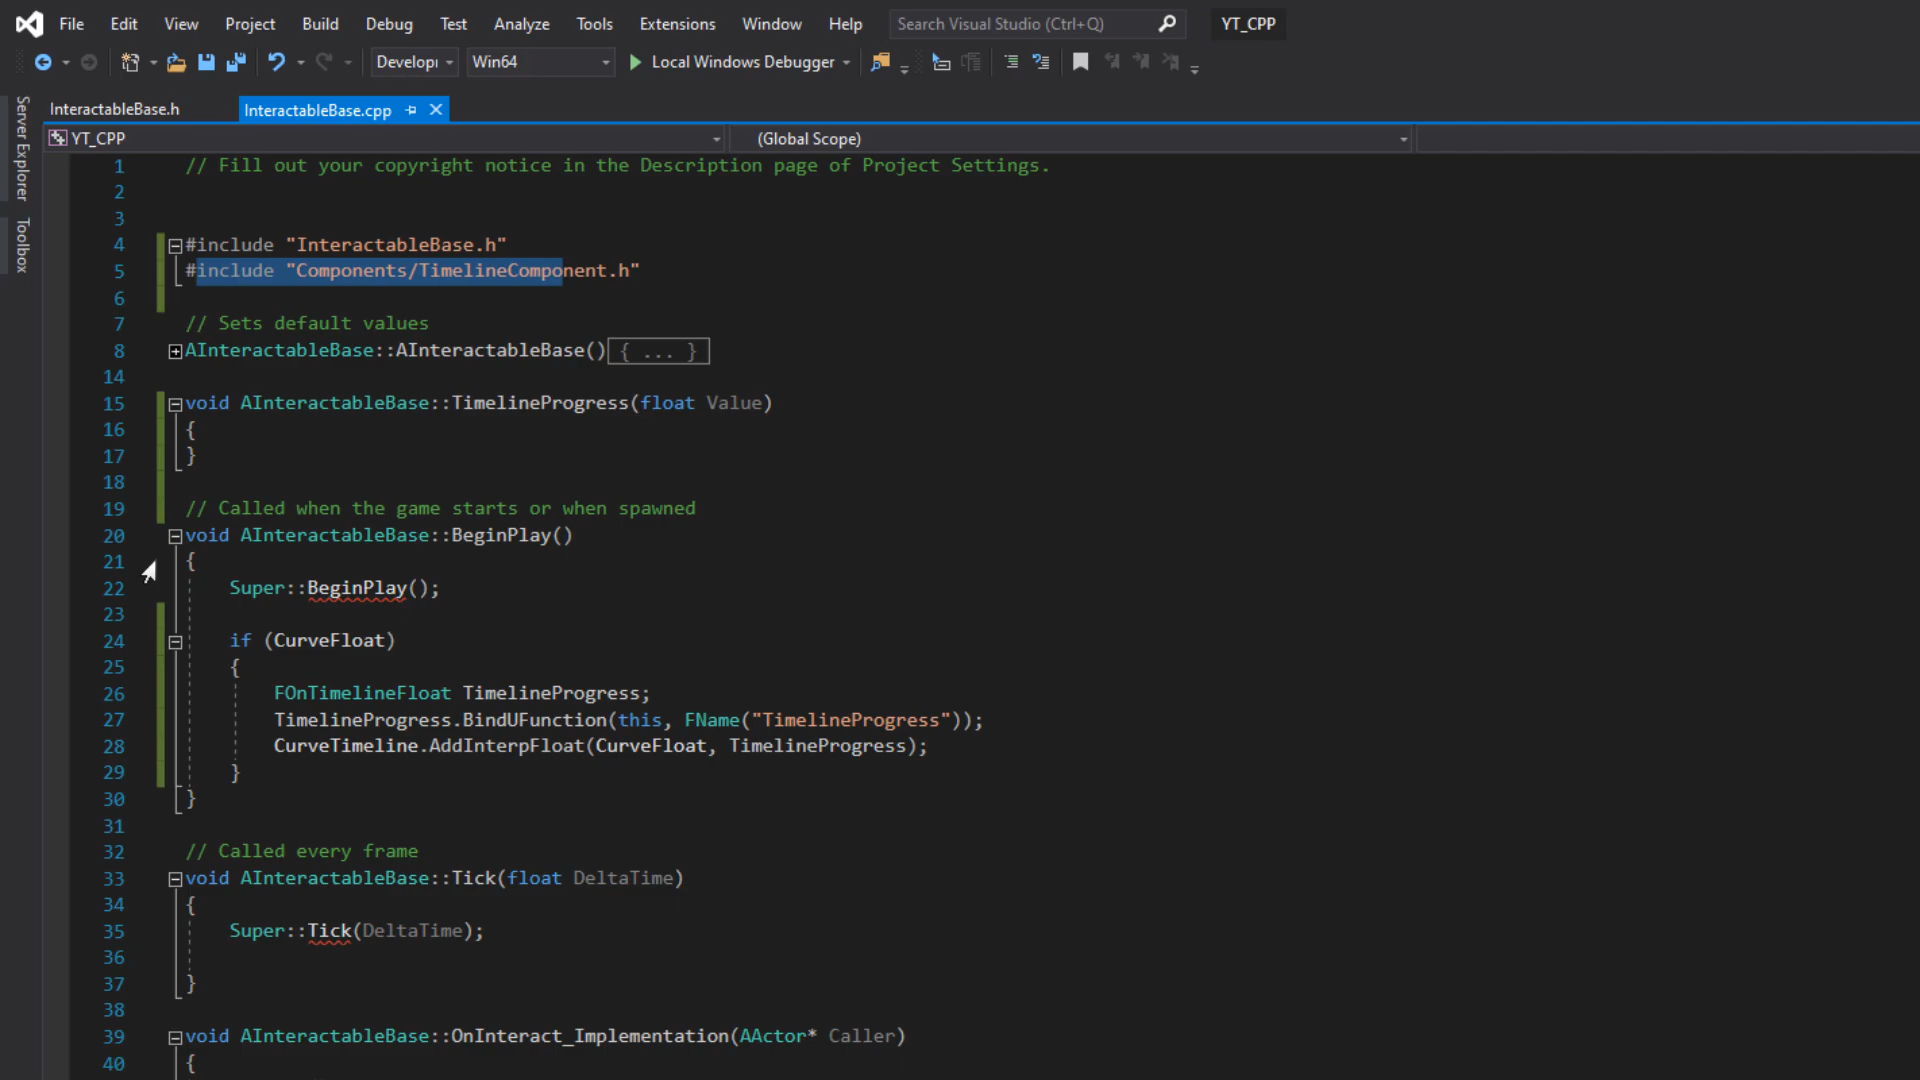 File Edit View Project Build Debug Test Analyze Tools Extensions Window Help Search Visual Studio (Ctrl+Q) YT_CPP
Developi Win64 Local Windows Debugger
InteractableBase.h InteractableBase.cpp
YT_CPP (Global Scope)
Server Explorer
Toolbox
1 // Fill out your copyright notice in the Description page of Project Settings.
2
3
4 #include "InteractableBase.h"
5 #include "Components/TimelineComponent.h"
6
7 // Sets default values
8 AInteractableBase::AInteractableBase(){ ... }
14
15 void AInteractableBase::TimelineProgress(float Value)
16 {
17 }
18
19 // Called when the game starts or when spawned
20 void AInteractableBase::BeginPlay()
21 {
22 Super::BeginPlay();
23
24 if (CurveFloat)
25 {
26 FOnTimelineFloat TimelineProgress;
27 TimelineProgress.BindUFunction(this, FName("TimelineProgress"));
28 CurveTimeline.AddInterpFloat(CurveFloat, TimelineProgress);
29 }
30 }
31
32 // Called every frame
33 void AInteractableBase::Tick(float DeltaTime)
34 {
35 Super::Tick(DeltaTime);
36
37 }
38
39 void AInteractableBase::OnInteract_Implementation(AActor* Caller)
40 {